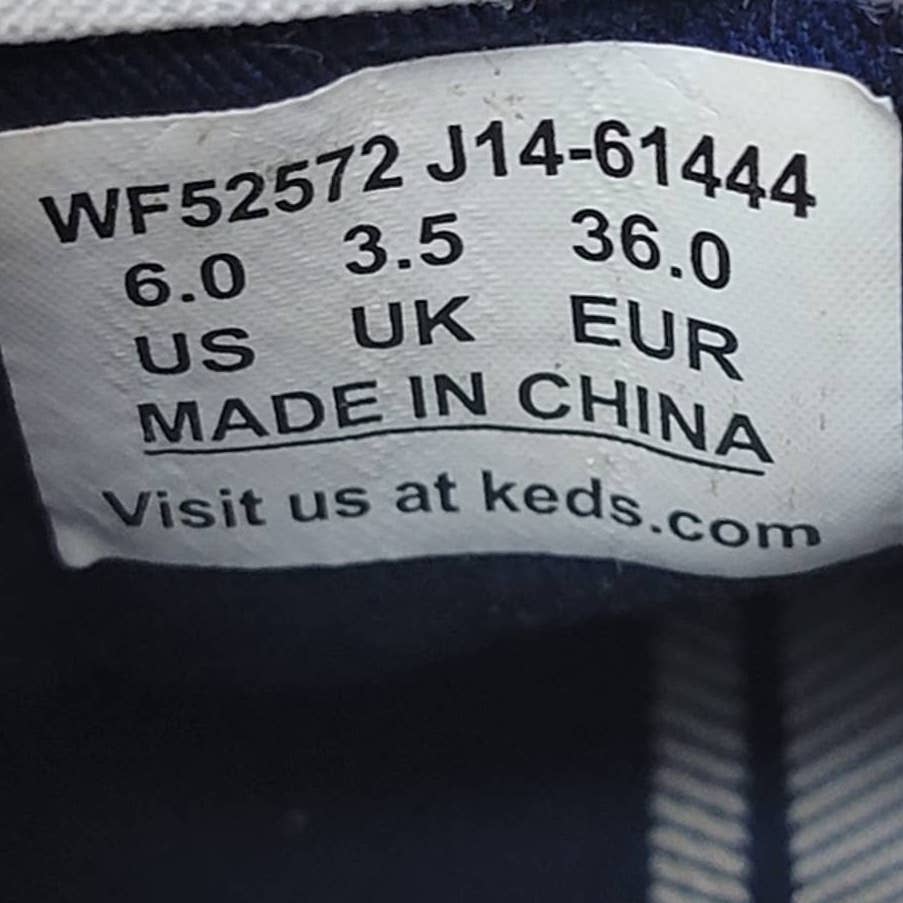 WF52572 J14-61444
6.0 3.5 36.0
US UK EUR
MADE IN CHINA
Visit us at keds.com